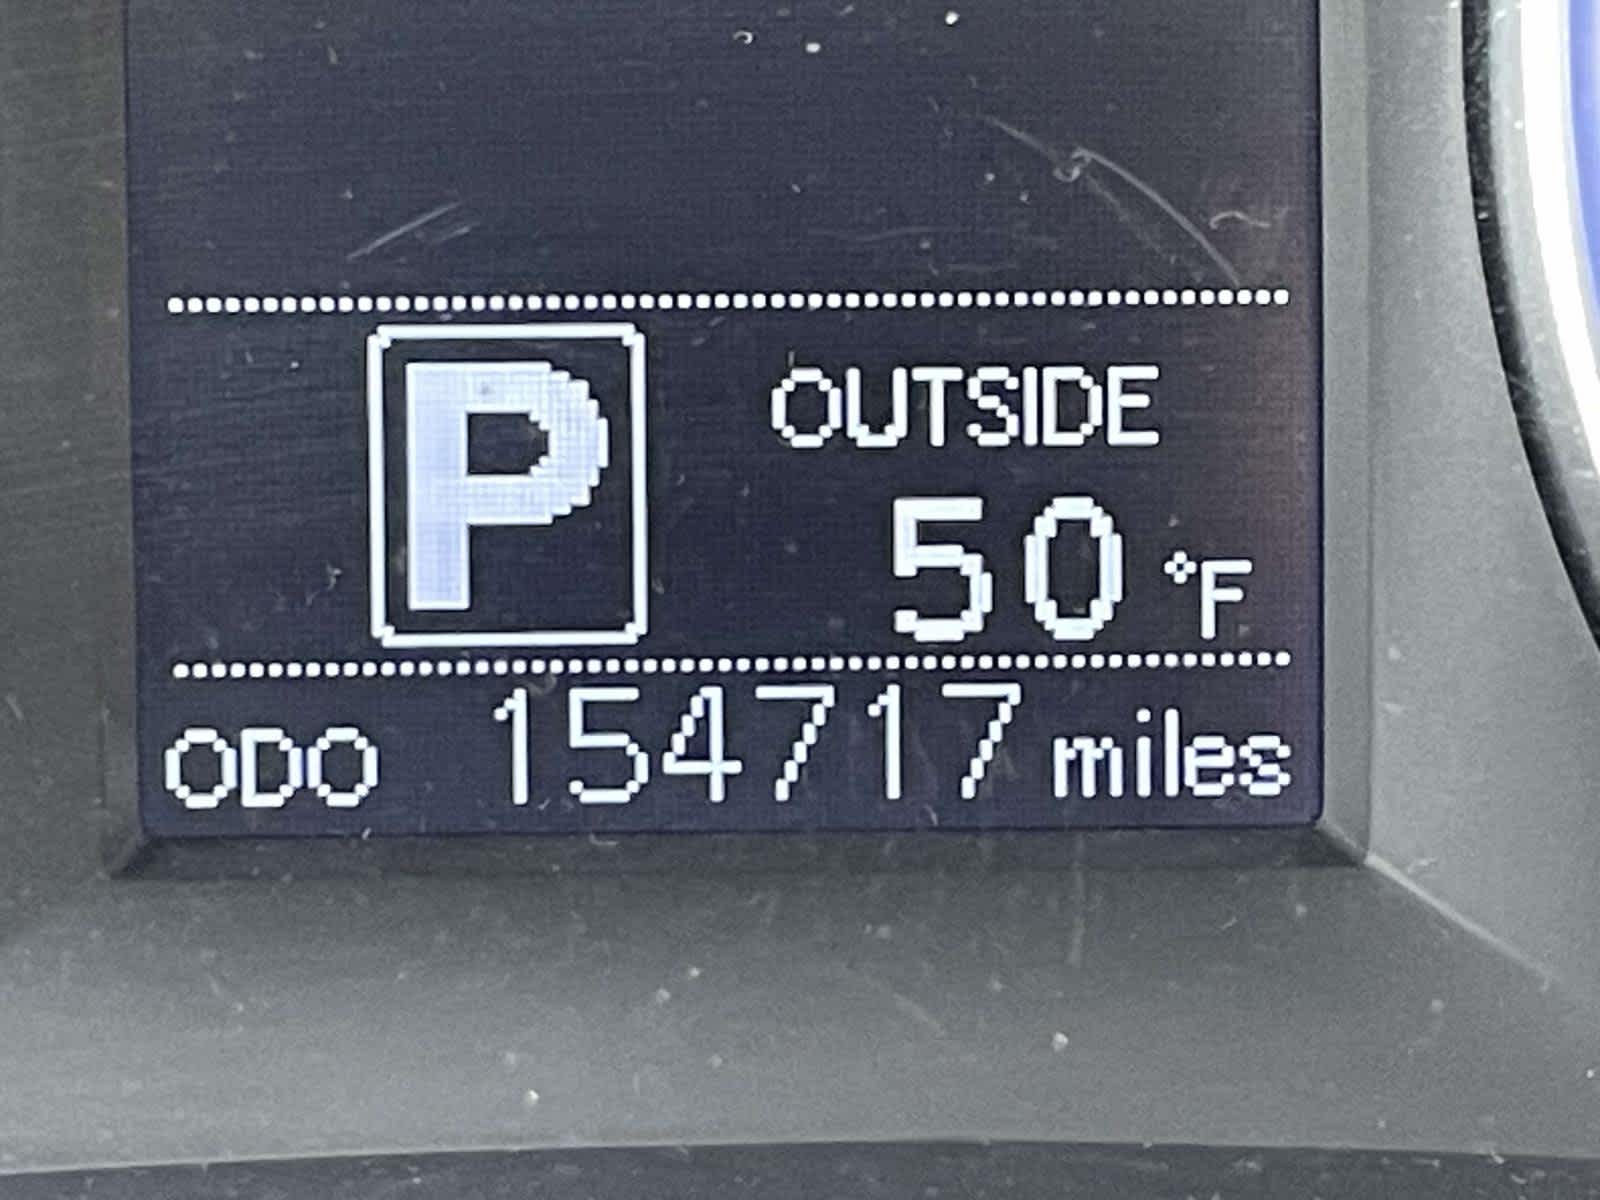 P
OUTSIDE
50 °F
ODO 154717 miles